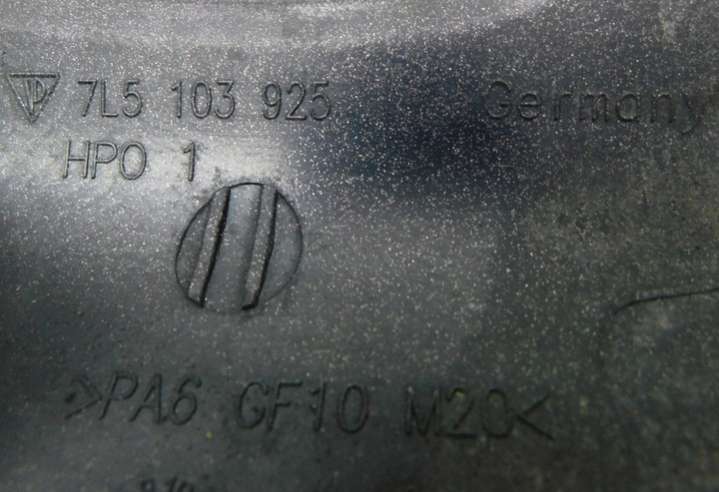 7L5 103 925 Germany
HPO 1
>PA6 GF10 M20<